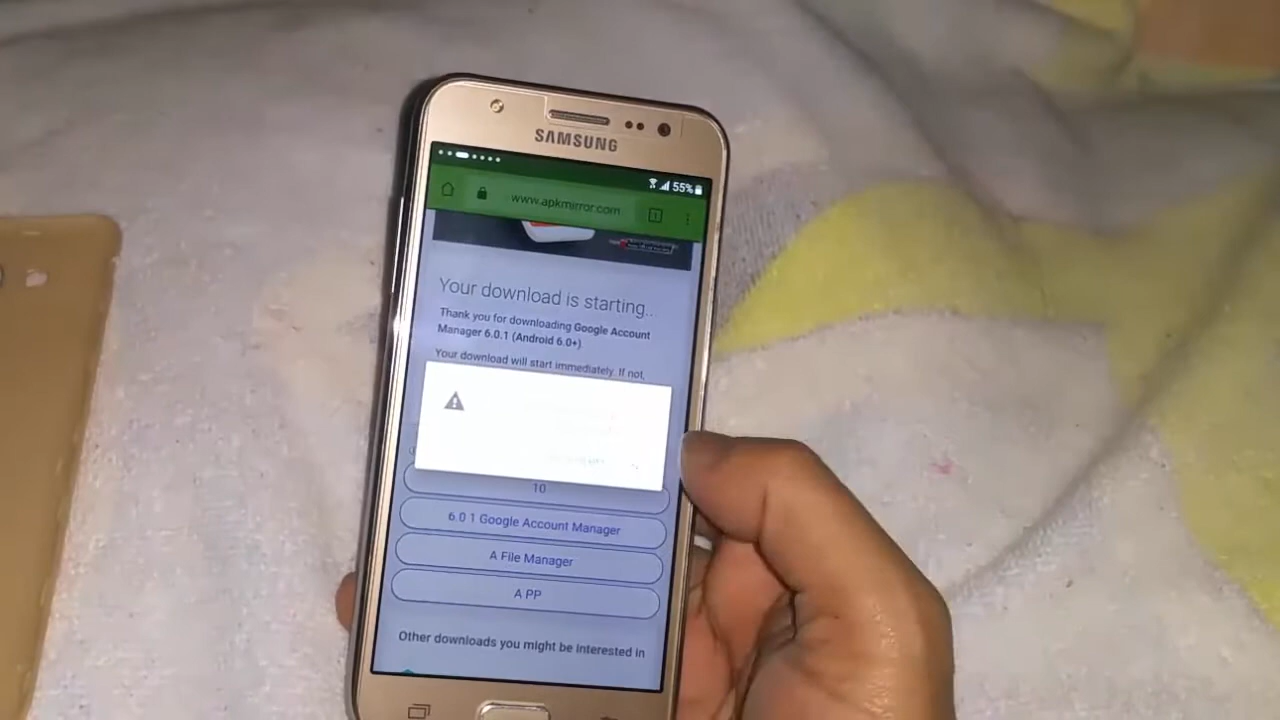 SAMSUNG
55%
www.apkmirror.com
Your download is starting...
Thank you for downloading Google Account
Manager 6.0.1 (Android 6.0+)
Your download will start immediately. If not,
10
6.0 1 Google Account Manager
A File Manager
A PP
Other downloads you might be interested in